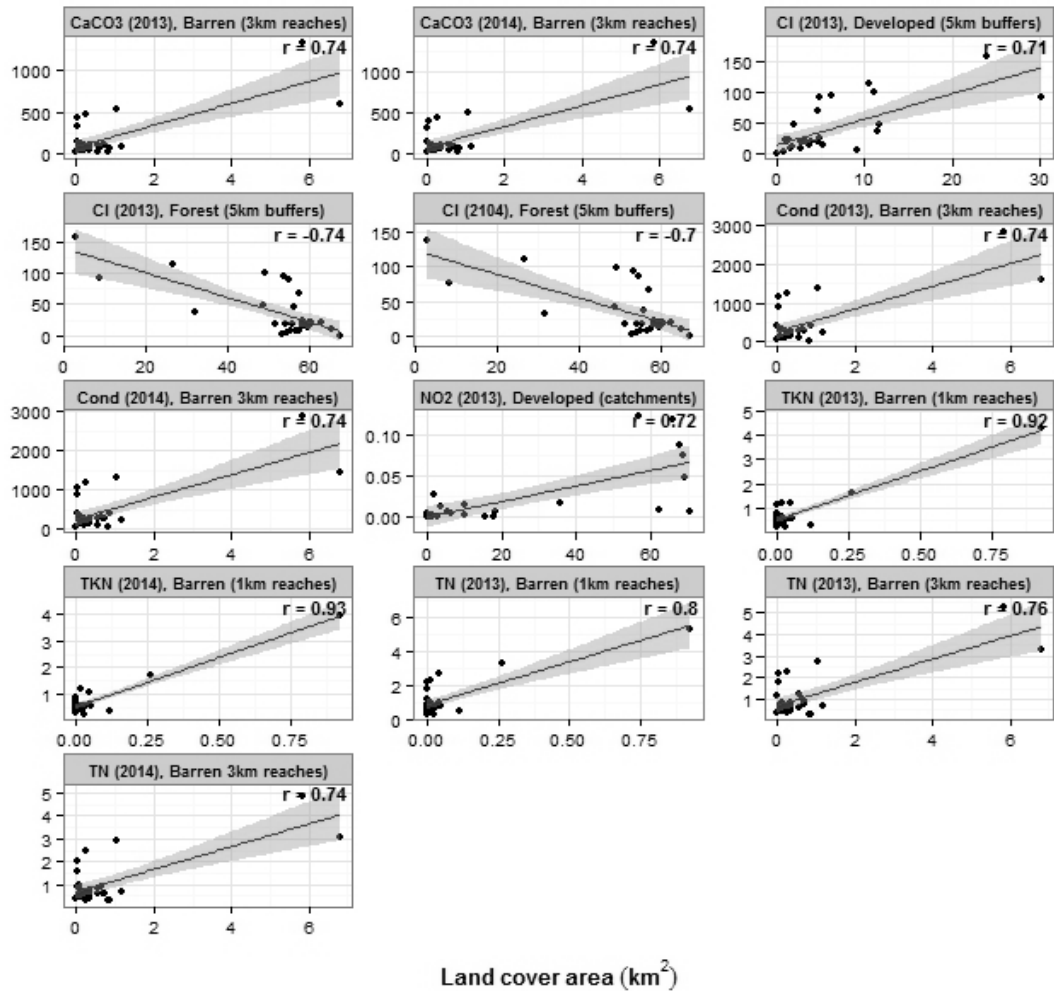 CaCO3 (2013), Barren (3km reaches)
r = 0.74
1000
500
0
0 2 4 6
CaCO3 (2014), Barren (3km reaches)
r = 0.74
1000
500
0
0 2 4 6
Cl (2013), Developed (5km buffers)
r = 0.71
150
100
50
0
0 10 20 30
Cl (2013), Forest (5km buffers)
r = -0.74
150
100
50
0
0 20 40 60
Cl (2104), Forest (5km buffers)
r = -0.7
150
100
50
0
0 20 40 60
Cond (2013), Barren (3km reaches)
r = 0.74
3000
2000
1000
0
0 2 4 6
Cond (2014), Barren 3km reaches)
r = 0.74
3000
2000
1000
0
0 2 4 6
NO2 (2013), Developed (catchments)
r = 0.72
0.10
0.05
0.00
0 20 40 60
TKN (2013), Barren (1km reaches)
r = 0.92
5
4
3
2
1
0.00 0.25 0.50 0.75
TKN (2014), Barren (1km reaches)
r = 0.93
4
3
2
1
0.00 0.25 0.50 0.75
TN (2013), Barren (1km reaches)
r = 0.8
6
4
2
0
0.00 0.25 0.50 0.75
TN (2013), Barren (3km reaches)
r = 0.76
5
4
3
2
1
0 2 4 6
TN (2014), Barren 3km reaches)
r = 0.74
5
4
3
2
1
0 2 4 6
Land cover area (km²)